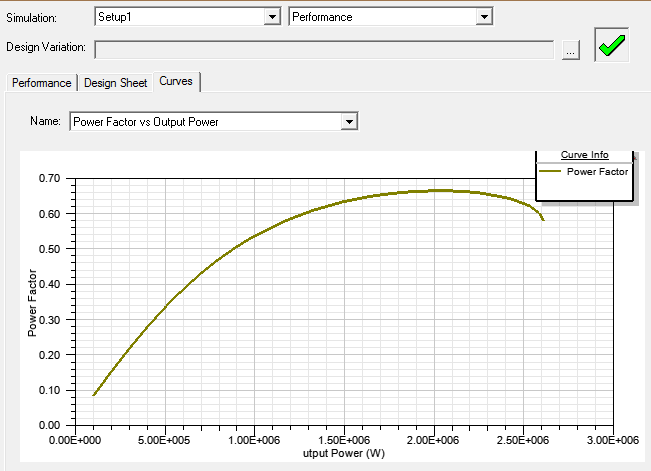 Simulation: Setup1 Performance
Design Variation: ...
Performance Design Sheet Curves
Name: Power Factor vs Output Power
Curve Info
Power Factor
0.70
0.60
0.50
0.40
0.30
0.20
0.10
0.00
Power Factor
0.00E+000 5.00E+005 1.00E+006 1.50E+006 2.00E+006 2.50E+006 3.00E+006
utput Power (W)